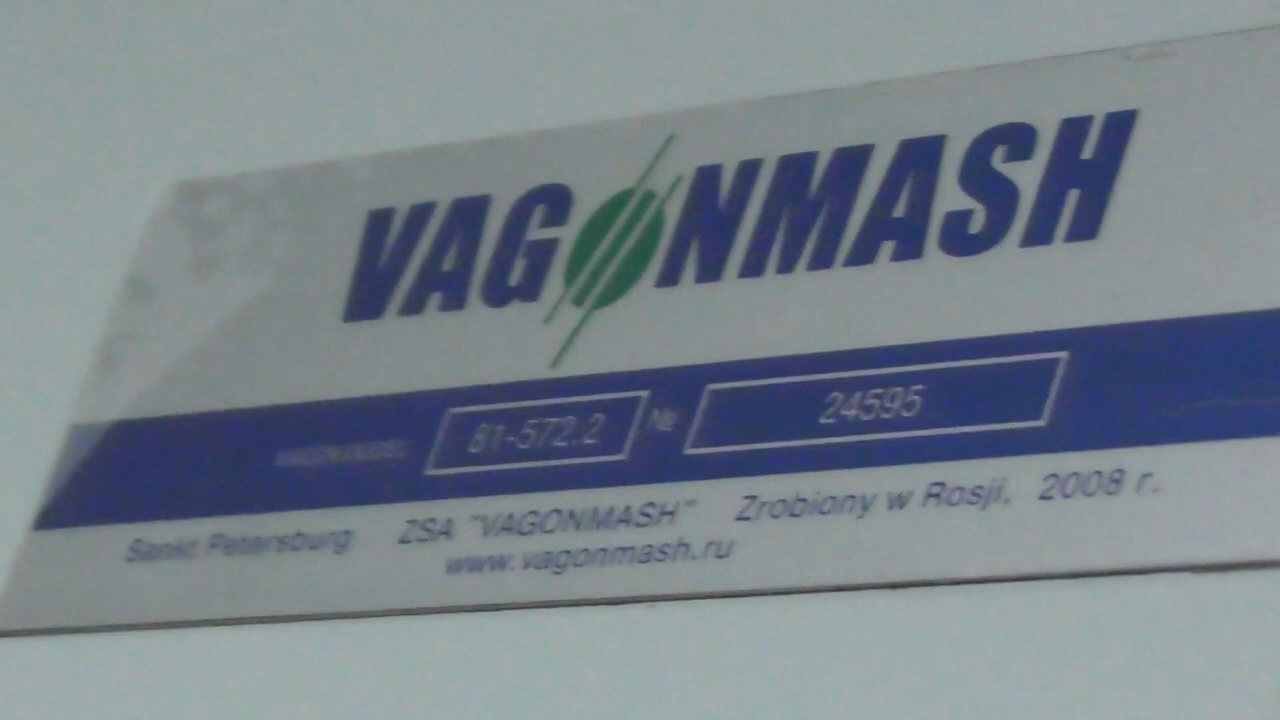 VAGONMASH
81-572.2 № 24595
Sankt Petersburg ZSA "VAGONMASH" Zrobiony w Rosji, 2008 r.
www.vagonmash.ru